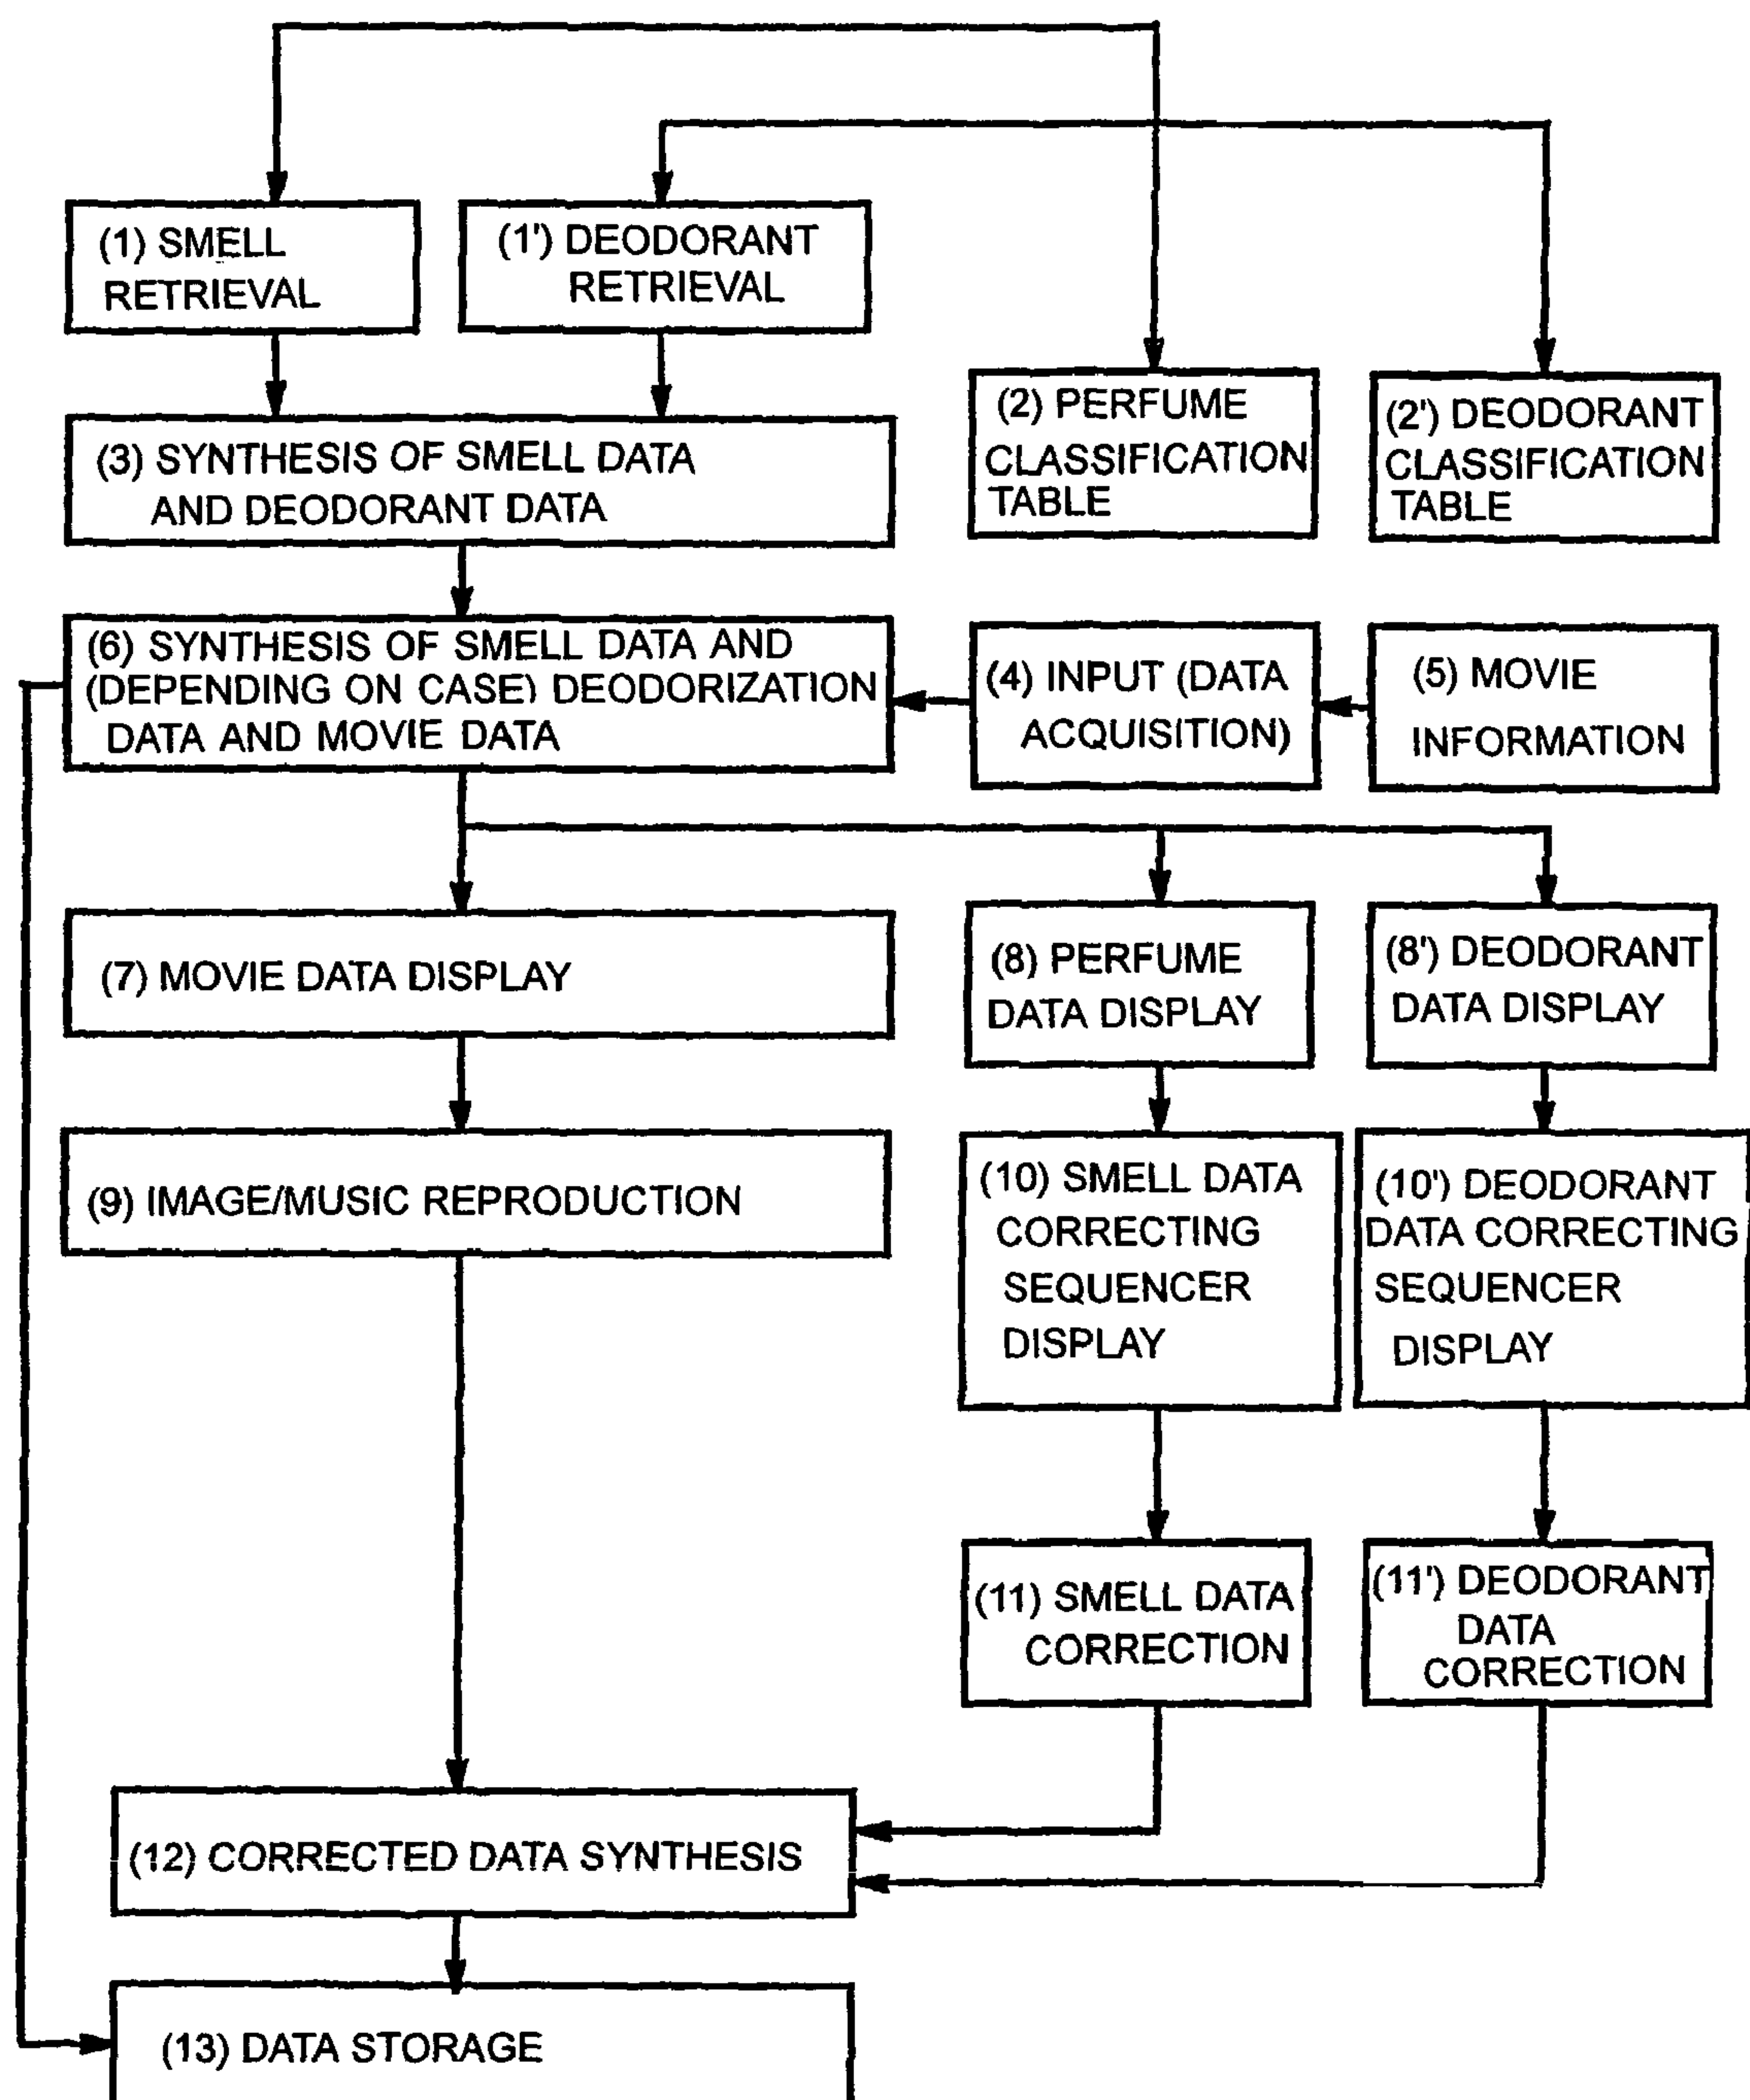 (1) SMELL
RETRIEVAL
(1') DEODORANT
RETRIEVAL
(2) PERFUME
CLASSIFICATION
TABLE
(2') DEODORANT
CLASSIFICATION
TABLE
(3) SYNTHESIS OF SMELL DATA
AND DEODORANT DATA
(6) SYNTHESIS OF SMELL DATA AND
(DEPENDING ON CASE) DEODORIZATION
DATA AND MOVIE DATA
(4) INPUT (DATA
ACQUISITION)
(5) MOVIE
INFORMATION
(7) MOVIE DATA DISPLAY
(8) PERFUME
DATA DISPLAY
(8') DEODORANT
DATA DISPLAY
(9) IMAGE/MUSIC REPRODUCTION
(10) SMELL DATA
CORRECTING
SEQUENCER
DISPLAY
(10') DEODORANT
DATA CORRECTING
SEQUENCER
DISPLAY
(11) SMELL DATA
CORRECTION
(11') DEODORANT
DATA
CORRECTION
(12) CORRECTED DATA SYNTHESIS
(13) DATA STORAGE